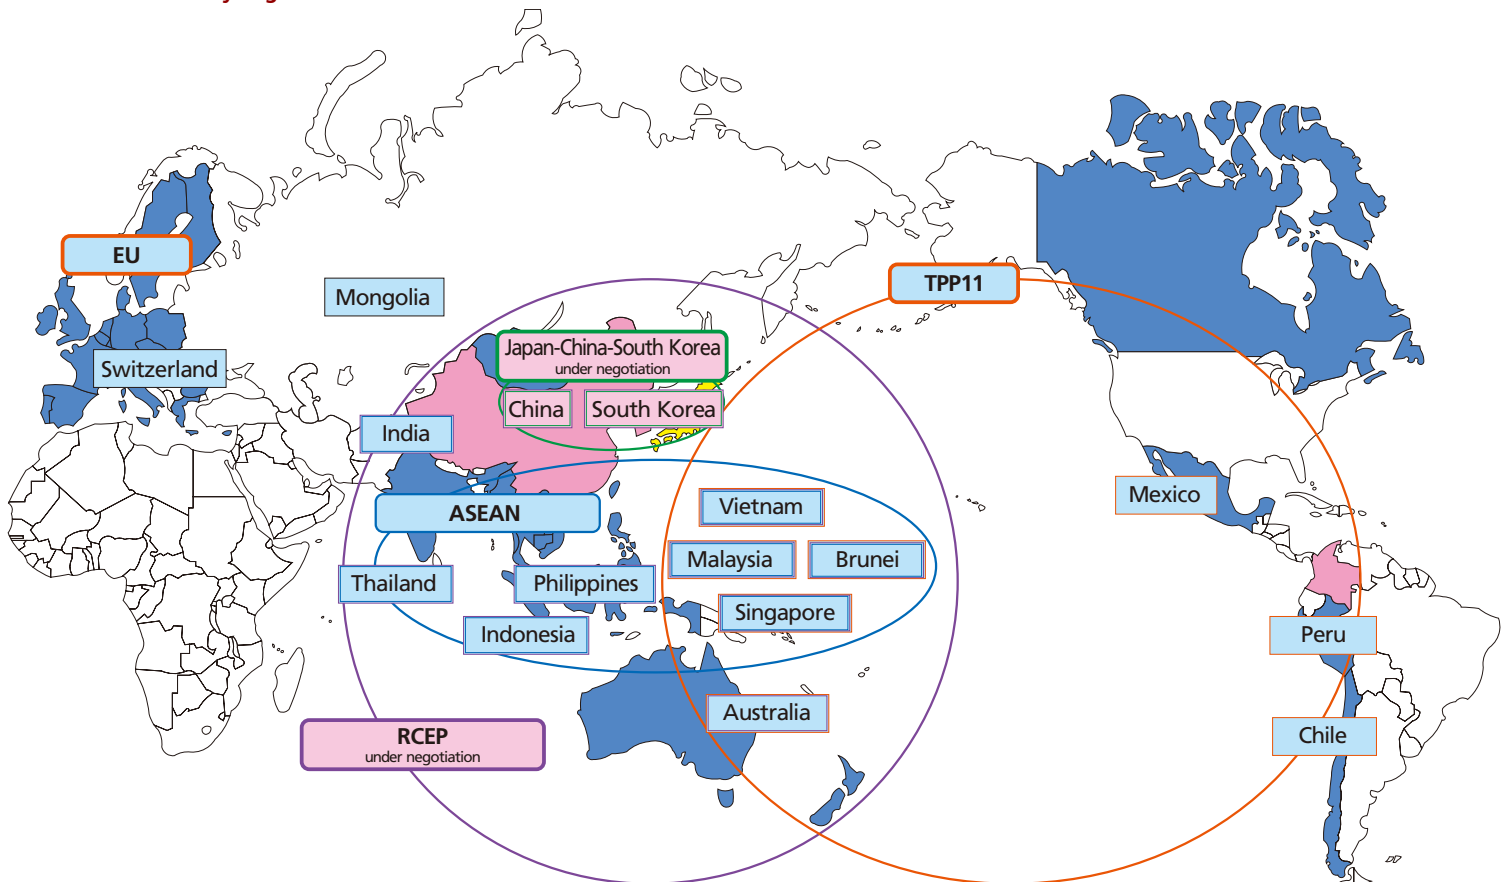 EU
TPP11
Mongolia
Japan-China-South Korea
under negotiation
Switzerland
China
South Korea
India
Mexico
ASEAN
Vietnam
Malaysia
Brunei
Thailand
Philippines
Singapore
Indonesia
Peru
Australia
RCEP
under negotiation
Chile